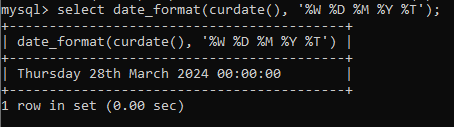 mysql> select date_format(curdate(), '%W %D %M %Y %T');
+------------------------------------------+
| date_format(curdate(), '%W %D %M %Y %T') |
+------------------------------------------+
| Thursday 28th March 2024 00:00:00        |
+------------------------------------------+
1 row in set (0.00 sec)